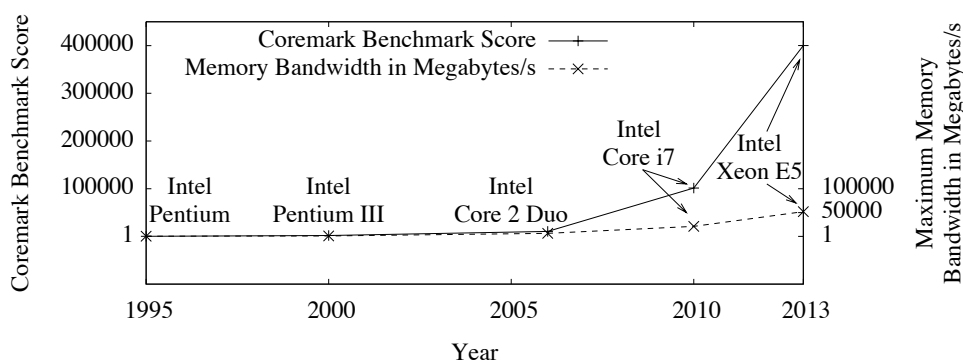 Coremark Benchmark Score
400000
300000
200000
100000
1
Coremark Benchmark Score
Memory Bandwidth in Megabytes/s
Intel
Pentium
Intel
Pentium III
Intel
Core 2 Duo
Intel
Core i7
Intel
Xeon E5
100000
50000
1
Maximum Memory
Bandwidth in Megabytes/s
1995
2000
2005
2010
2013
Year